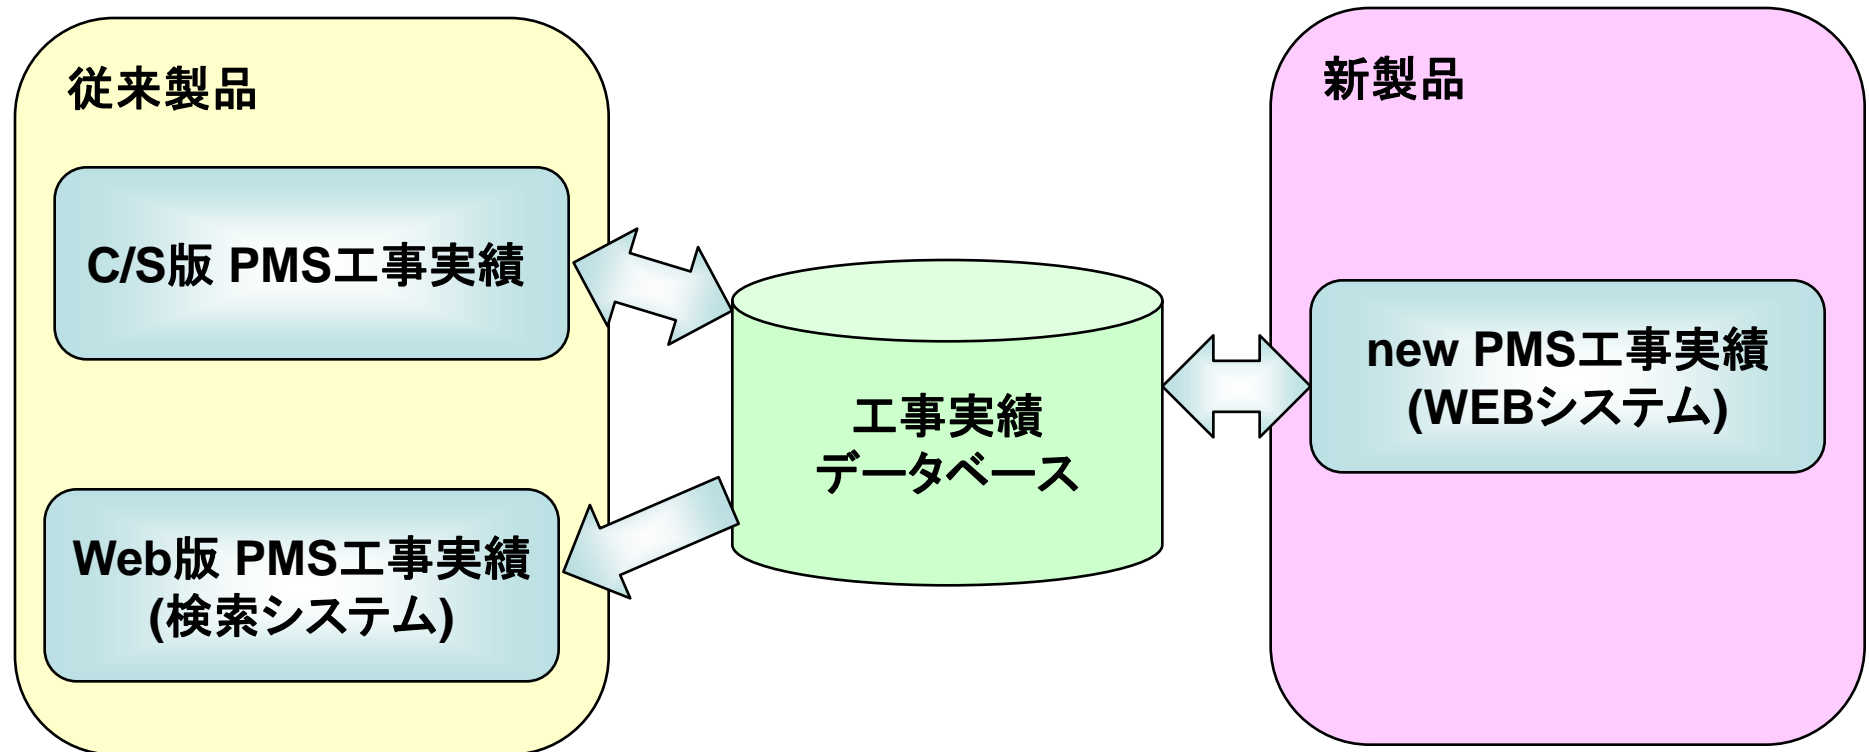 従来製品
C/S版 PMS工事実績
Web版 PMS工事実績
(検索システム)
工事実績
データベース
新製品
new PMS工事実績
(WEBシステム)